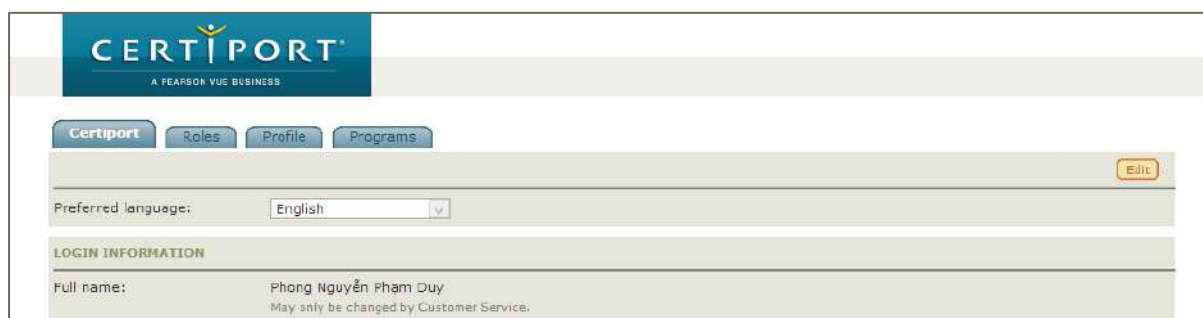 CERTIPORT
A PEARSON VUE BUSINESS
Certiport Roles Profile Programs
Edit
Preferred language: English
LOGIN INFORMATION
Full name: Phong Nguyễn Phạm Duy
May only be changed by Customer Service.